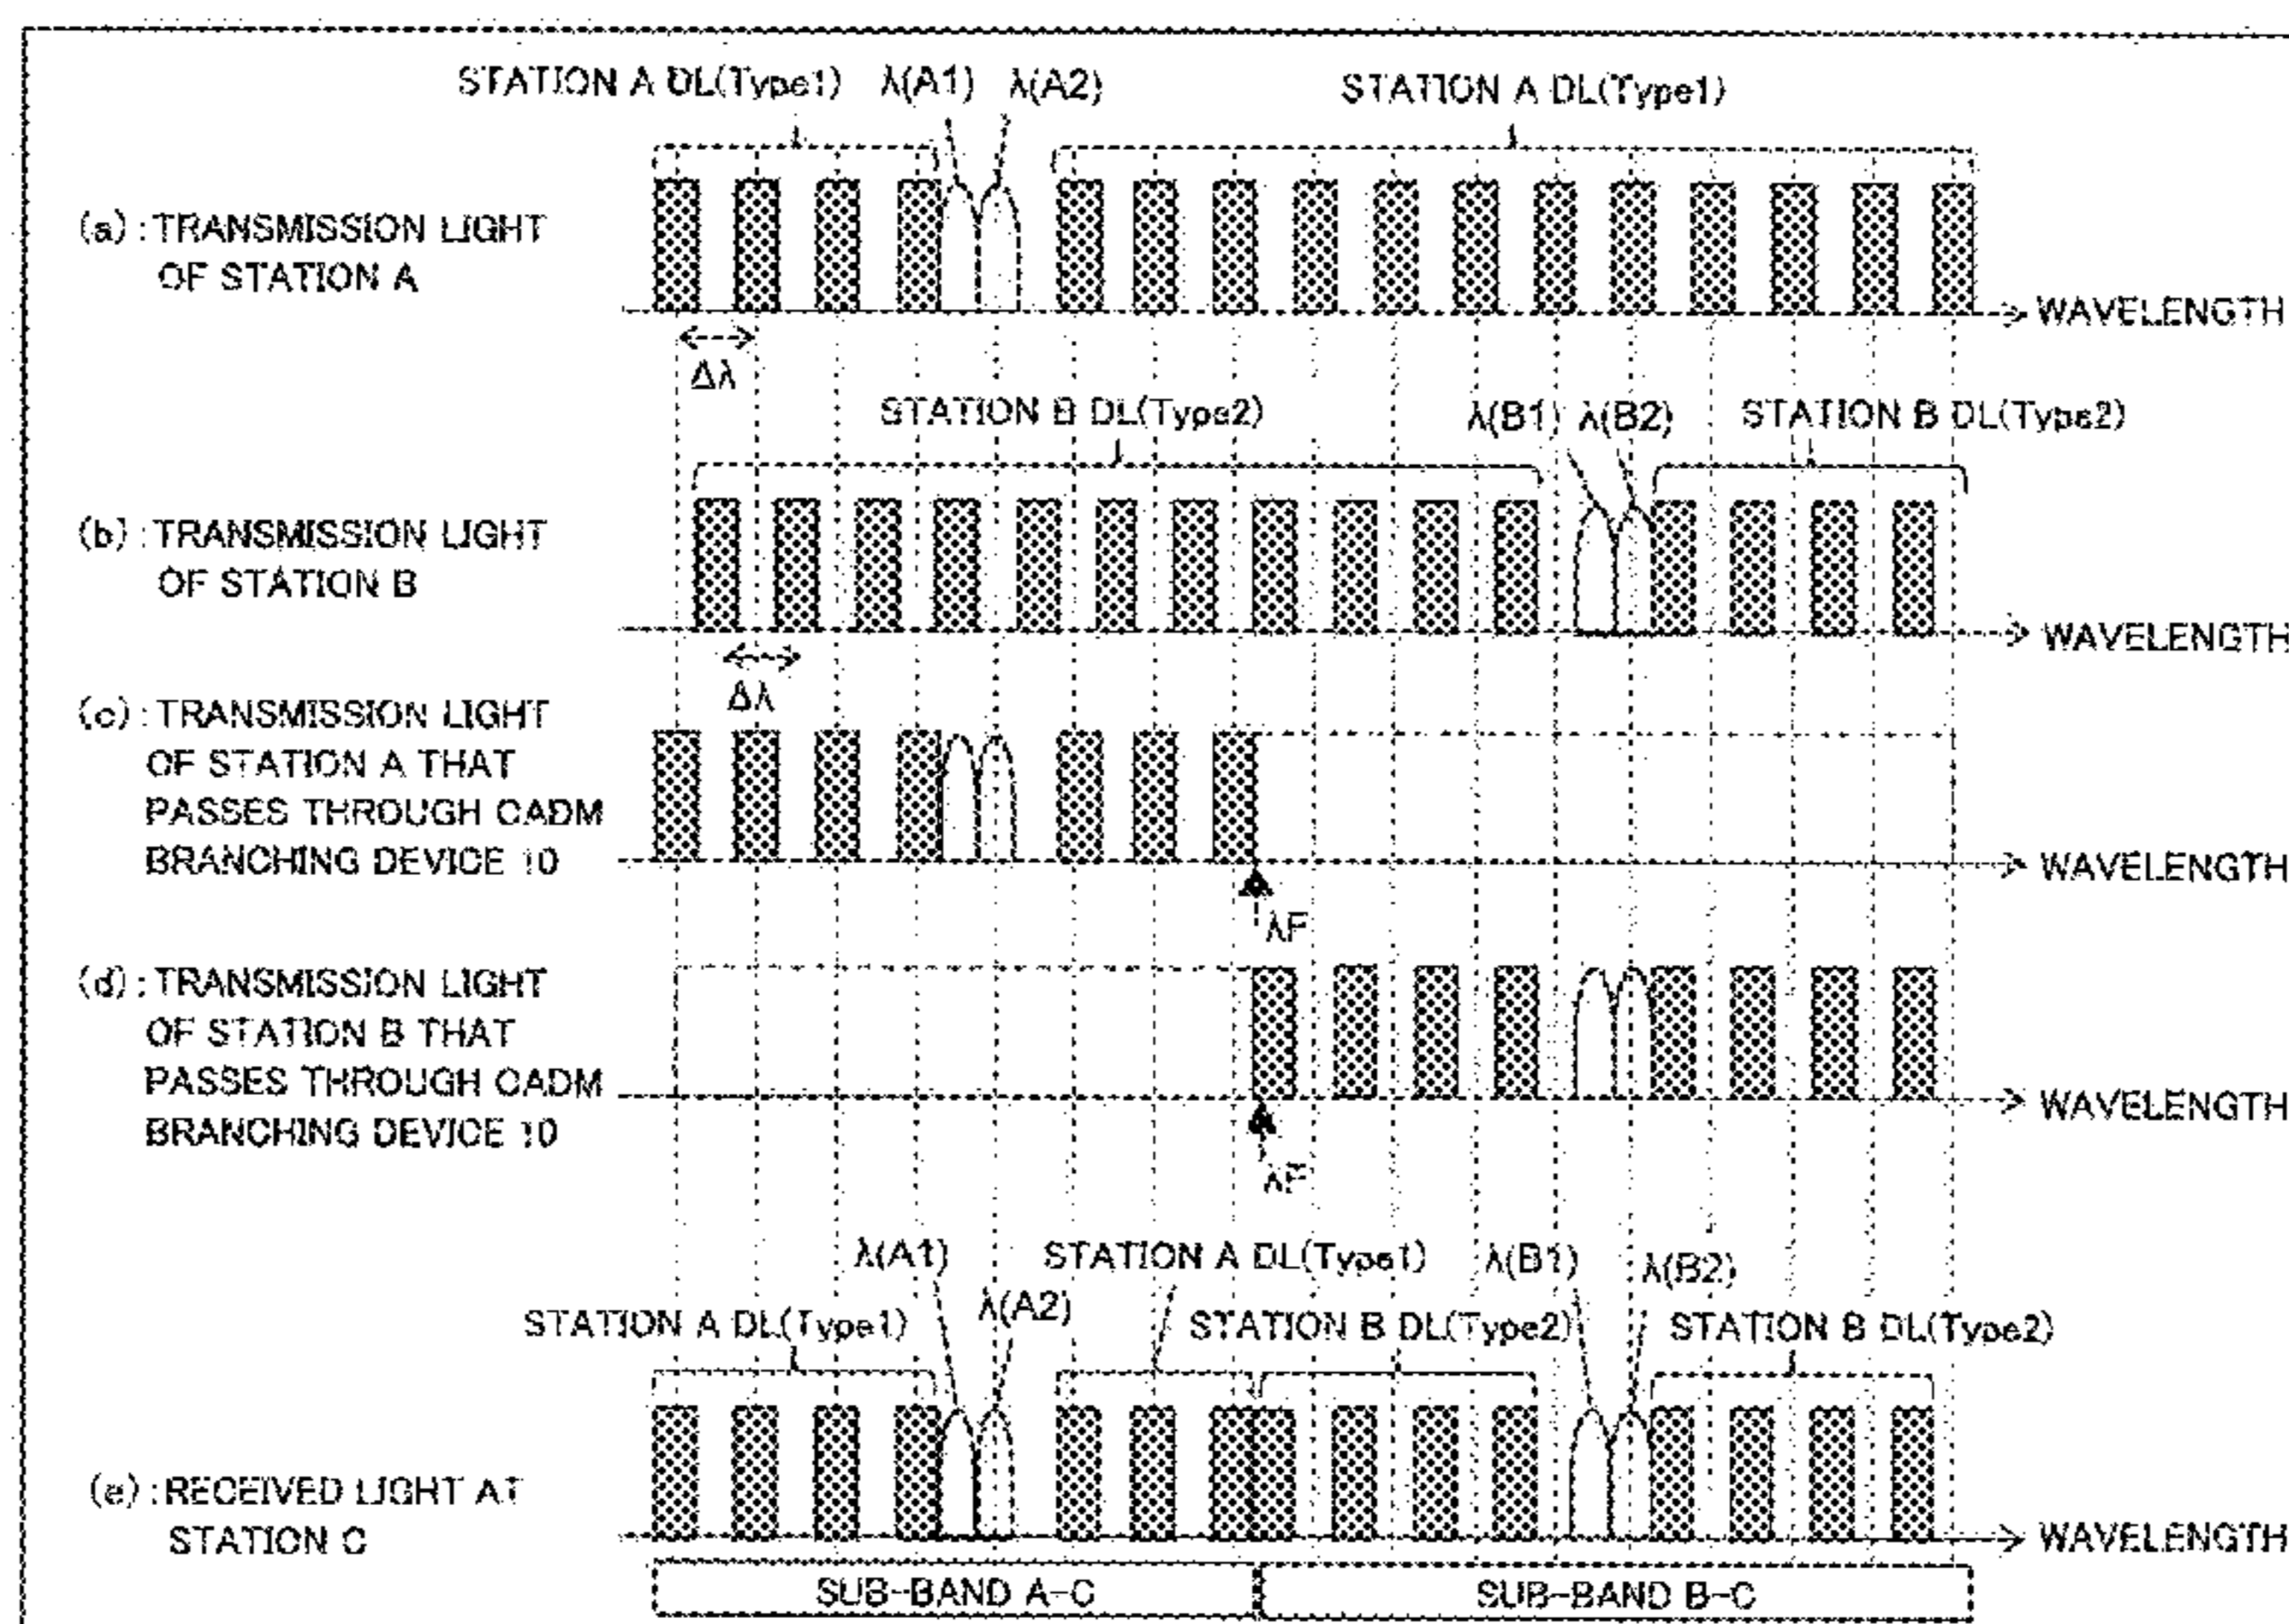 STATION A DL(Type1) λ(A1) λ(A2) STATION A DL(Type1)
(a) : TRANSMISSION LIGHT
OF STATION A
WAVELENGTH
Δλ
STATION B DL(Type2) λ(B1) λ(B2) STATION B DL(Type2)
(b) : TRANSMISSION LIGHT
OF STATION B
WAVELENGTH
Δλ
(c) : TRANSMISSION LIGHT
OF STATION A THAT
PASSES THROUGH OADM
BRANCHING DEVICE 10
WAVELENGTH
λF
(d) : TRANSMISSION LIGHT
OF STATION B THAT
PASSES THROUGH OADM
BRANCHING DEVICE 10
WAVELENGTH
λF
λ(A1) STATION A DL(Type1) λ(B1) λ(B2)
λ(A2)
STATION A DL(Type1) STATION B DL(Type2) STATION B DL(Type2)
(e) : RECEIVED LIGHT AT
STATION C
WAVELENGTH
SUB-BAND A-C SUB-BAND B-C